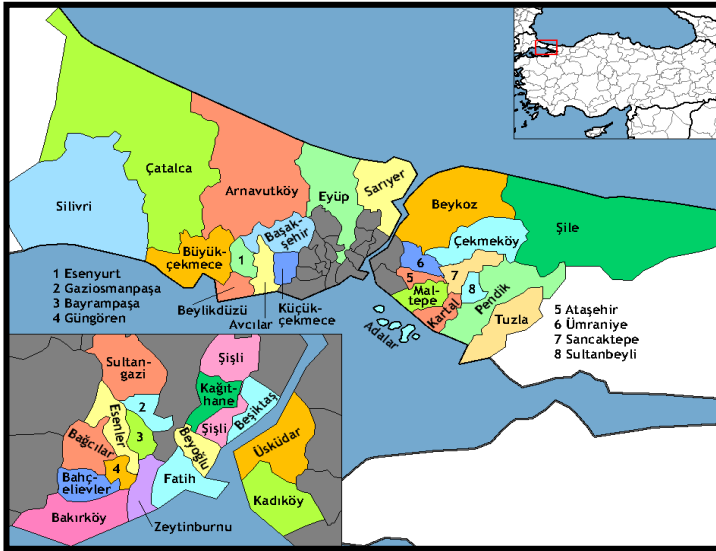 Silivri
Çatalca
Arnavutköy
Eyüp
Sarıyer
Başak-
şehir
Büyük-
çekmece
1
Beylikdüzü
Avcılar
Küçük-
çekmece
1 Esenyurt
2 Gaziosmanpaşa
3 Bayrampaşa
4 Güngören
Beykoz
Şile
Çekmeköy
6
5
7
8
Mal-
tepe
Kartal
Pendik
Tuzla
Adalar
5 Ataşehir
6 Ümraniye
7 Sancaktepe
8 Sultanbeyli
Sultan-
gazi
Şişli
Kağıt-
hane
Şişli
Beşiktaş
Beyoğlu
2
Esenler
3
Bağcılar
4
Bahç-
elievler
Bakırköy
Zeytinburnu
Fatih
Üsküdar
Kadıköy